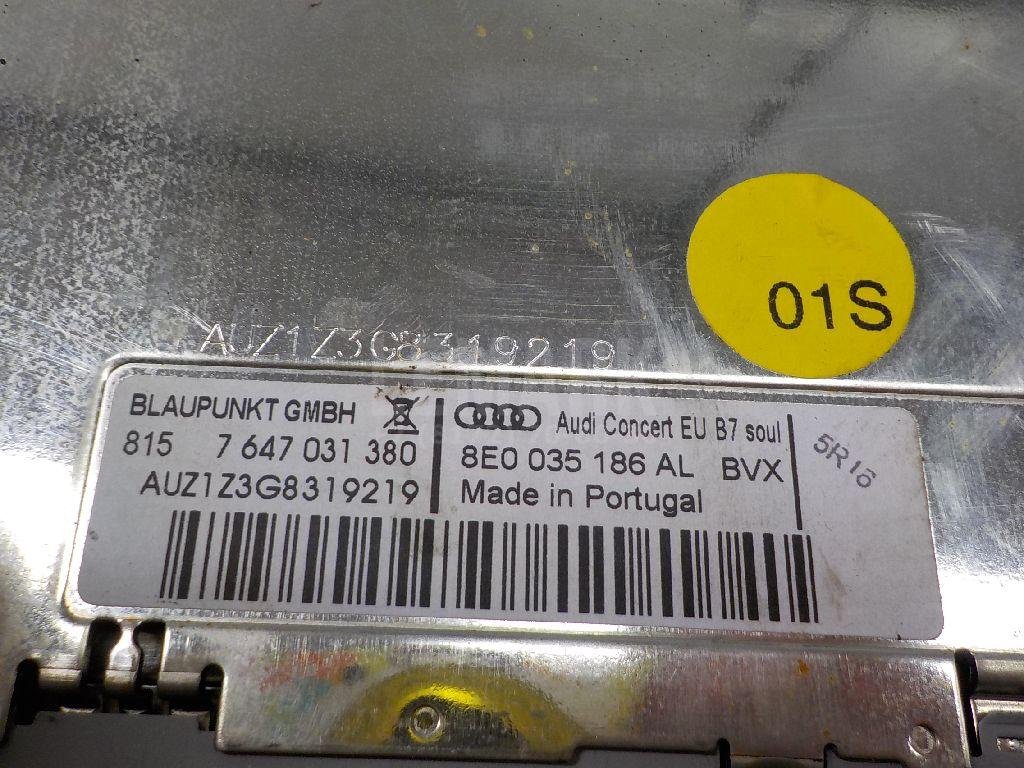 01S
AUZ1Z3G8319219
BLAUPUNKT GMBH
815 7 647 031 380
AUZ1Z3G8319219
Audi Concert EU B7 soul
8E0 035 186 AL BVX
Made in Portugal